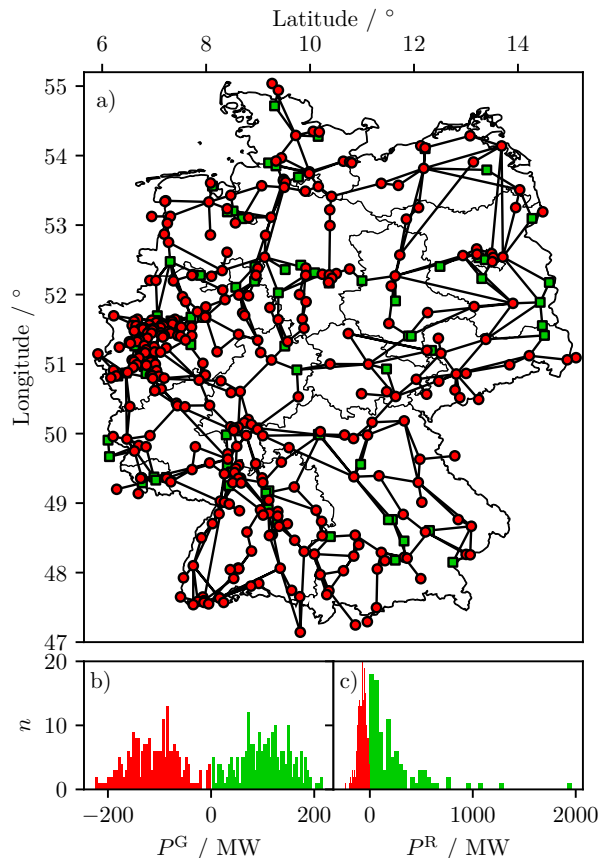 Latitude / °
6 8 10 12 14
a)
55
54
53
52
51
50
49
48
47
Longitude / °
b)
c)
20
10
0
n
−200 0 200
0 1000 2000
P^G / MW
P^R / MW